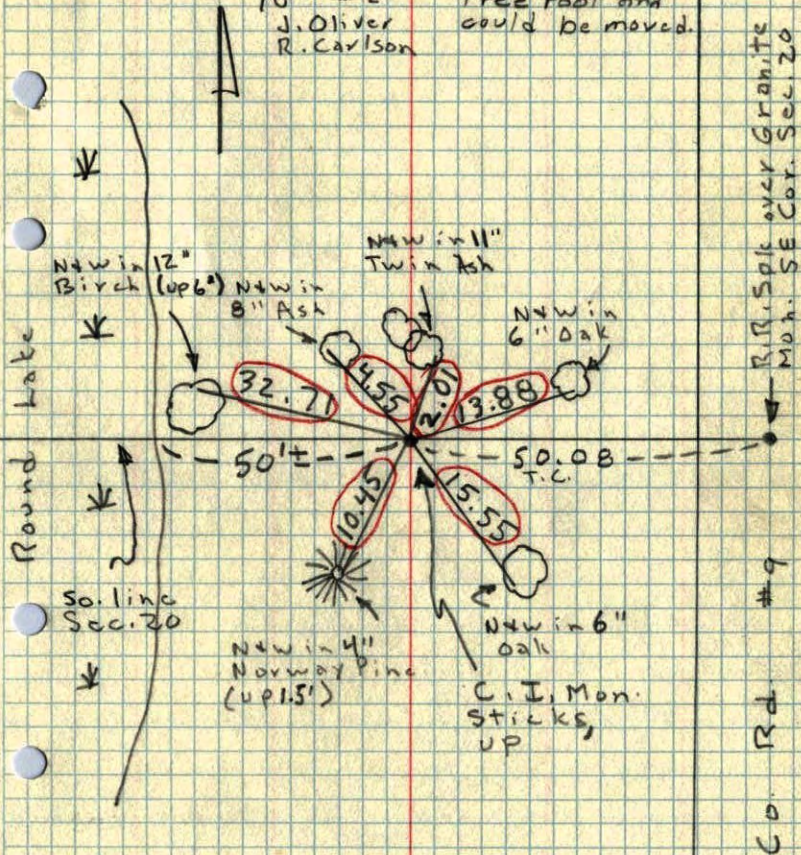 J. Oliver
R. Carlson
tree root and
could be moved.
R.R. Spk over Granite
Mon. SE Cor. Sec. 20
N&W in 11"
Twin Ash
N&W in 12"
Birch (up 6")
N&W in
8" Ash
N&W in
6" Oak
32.71
4.55
2.01
13.88
Round Lake
50'±
50.08
T.C.
10.45
15.55
So. line
Sec. 20
N&W in 4"
Norway Pine
(up 1.5')
N&W in 6"
Oak
C. I. Mon.
Sticks,
up
Co. Rd. #9